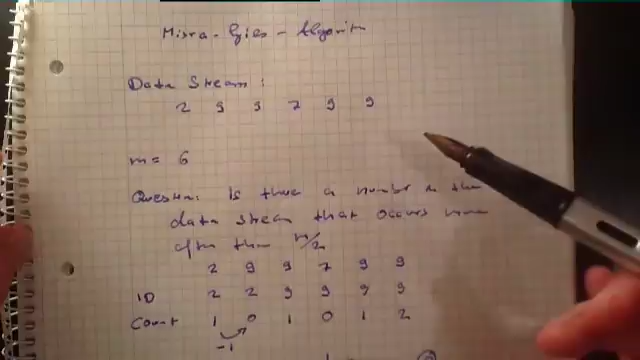 Misra - Gries - Algorit
Data Stream:
2 9 9 7 9 9
m = 6
Question: Is there a number in the
data stream that occurs more
often than m/2
2 9 9 7 9 9
ID 2 2 9 9 9 9
Count 1 0 1 0 1 2
-1